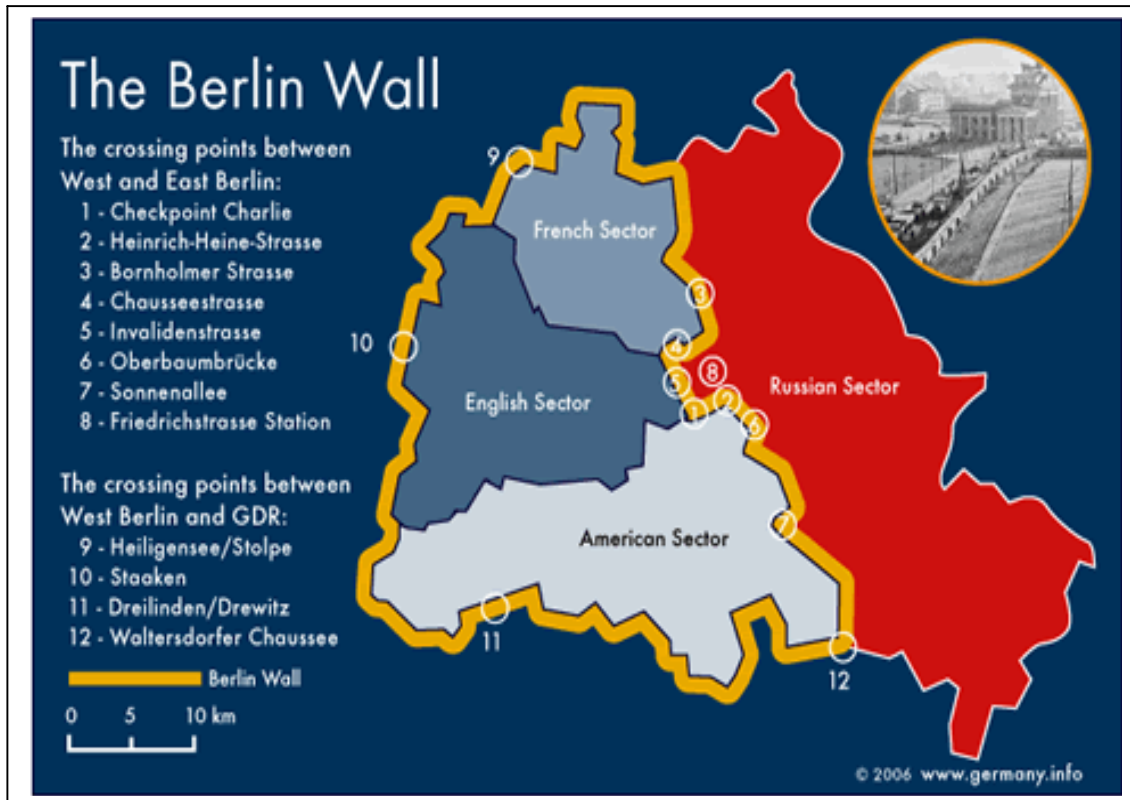 The Berlin Wall
The crossing points between
West and East Berlin:
1 - Checkpoint Charlie
2 - Heinrich-Heine-Strasse
3 - Bornholmer Strasse
4 - Chausseestrasse
5 - Invalidenstrasse
6 - Oberbaumbrücke
7 - Sonnenallee
8 - Friedrichstrasse Station
The crossing points between
West Berlin and GDR:
9 - Heiligensee/Stolpe
10 - Staaken
11 - Dreilinden/Drewitz
12 - Waltersdorfer Chaussee
Berlin Wall
0 5 10 km
9
French Sector
3
10
4
8
5
Russian Sector
English Sector
2
1
6
7
American Sector
11
12
© 2006 www.germany.info